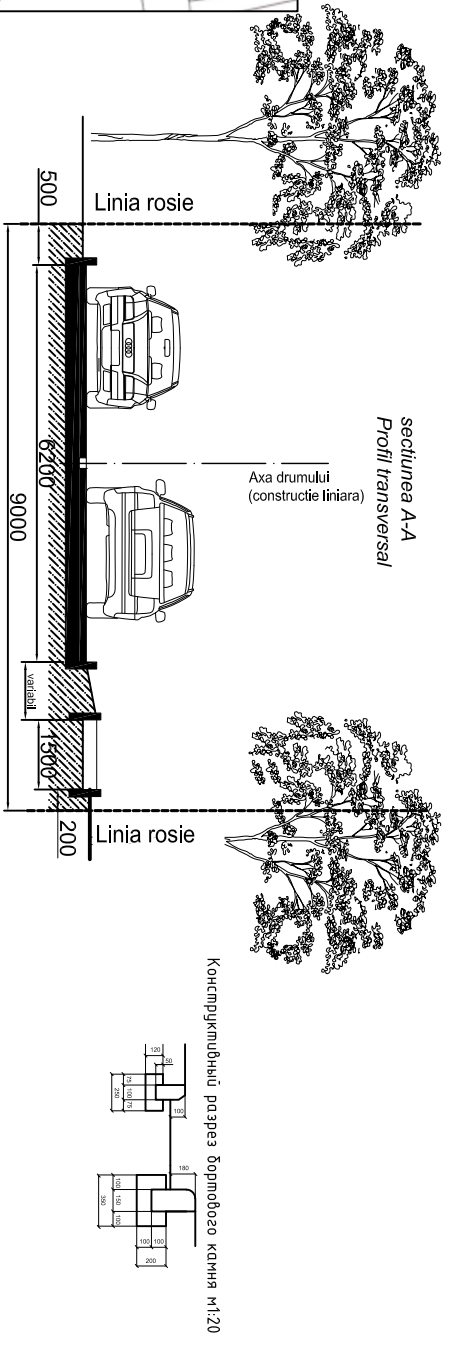 sectiunea A-A
Profil transversal
Linia rosie
Axa drumului
(constructie liniara)
Linia rosie
500
6200
variabil
1500
200
9000
Конструктивный разрез бортового камня м1:20
120
50
75
100
75
250
100
180
100
150
100
350
100
100
200